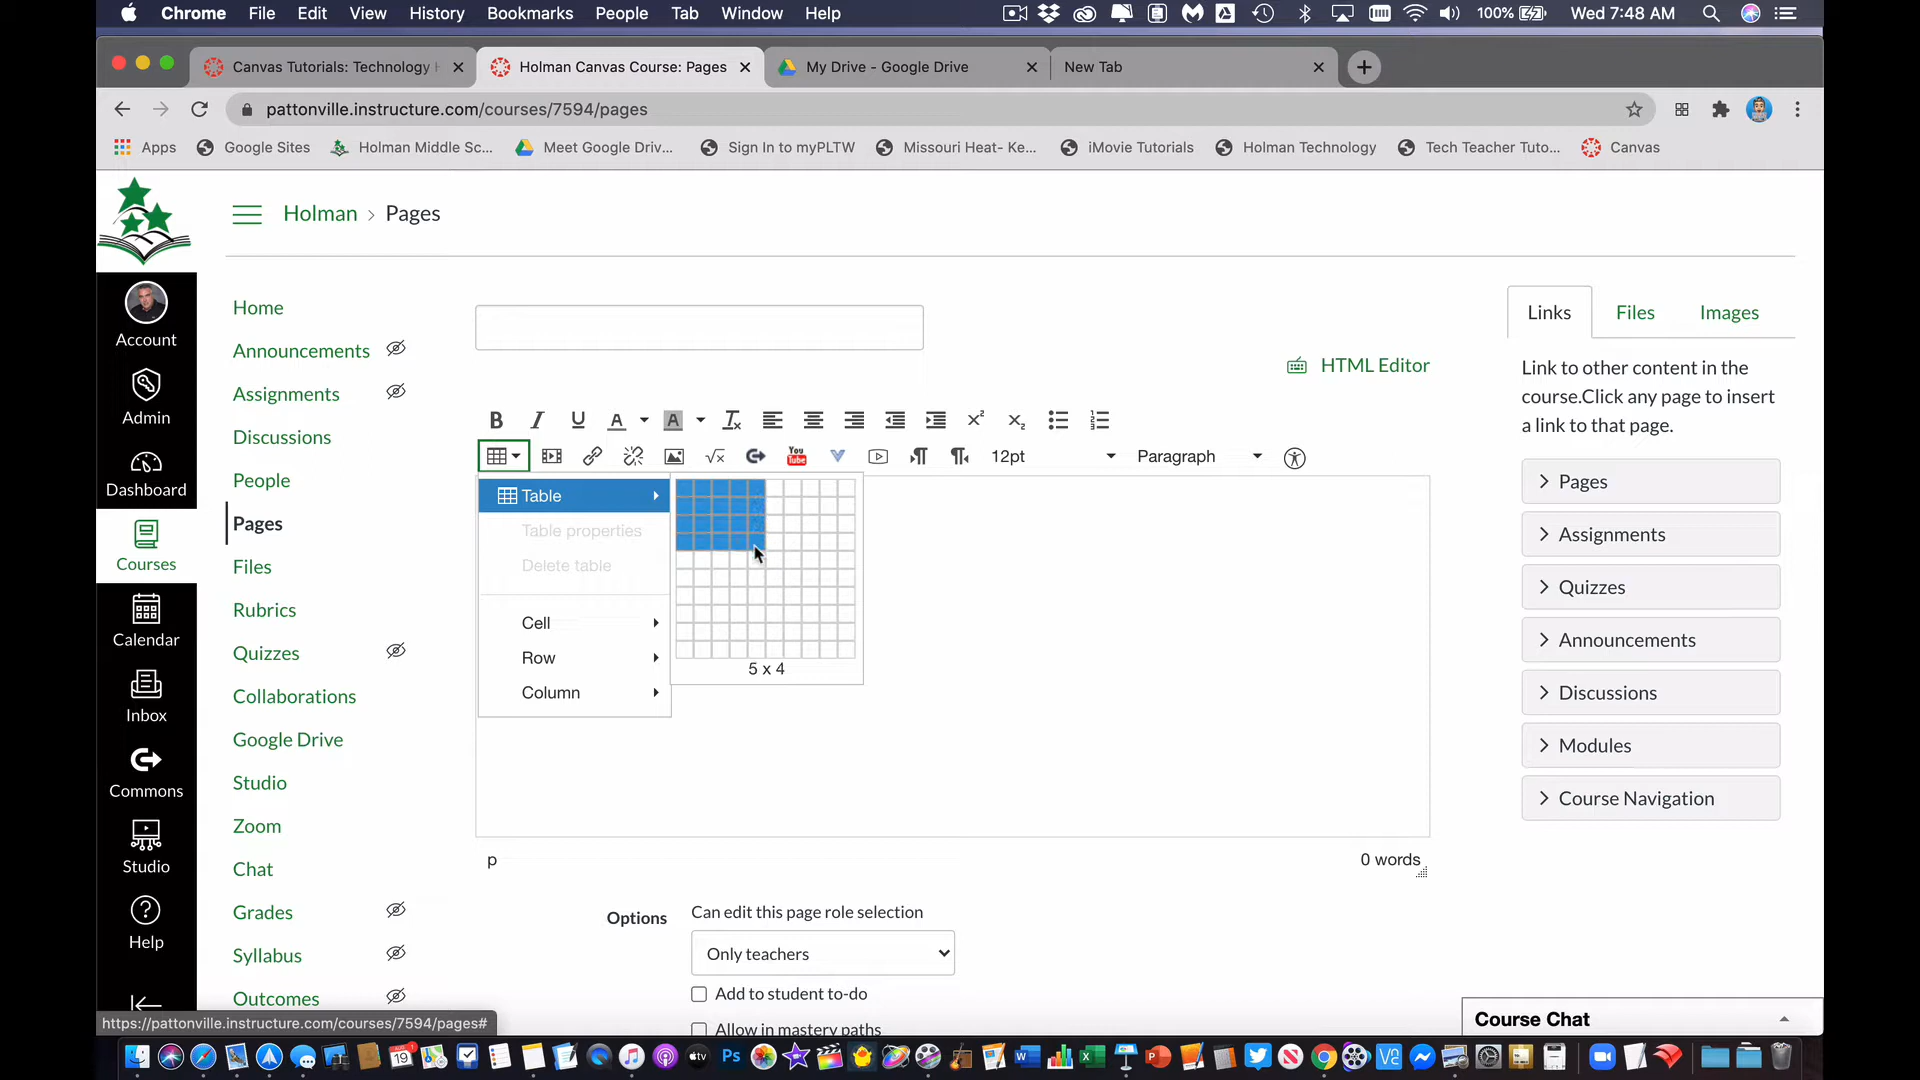 Chrome File Edit View History Bookmarks People Tab Window Help 100% Wed 7:48 AM
Canvas Tutorials: Technology H
Holman Canvas Course: Pages
My Drive - Google Drive
New Tab
pattonville.instructure.com/courses/7594/pages
Apps Google Sites Holman Middle Sc... Meet Google Driv... Sign In to myPLTW Missouri Heat- Ke... iMovie Tutorials Holman Technology Tech Teacher Tuto... Canvas
Holman > Pages
Account
Admin
Dashboard
Courses
Calendar
Inbox
Commons
Studio
Help
Home
Announcements
Assignments
Discussions
People
Pages
Files
Rubrics
Quizzes
Collaborations
Google Drive
Studio
Zoom
Chat
Grades
Syllabus
Outcomes
HTML Editor
B I U A A
You Tube
12pt Paragraph
Table
Table properties
Delete table
Cell
Row
Column
5 x 4
p
0 words
Options
Can edit this page role selection
Only teachers
Add to student to-do
Allow in mastery paths
Links Files Images
Link to other content in the
course.Click any page to insert
a link to that page.
Pages
Assignments
Quizzes
Announcements
Discussions
Modules
Course Navigation
Course Chat
https://pattonville.instructure.com/courses/7594/pages#
19
tv
Ps